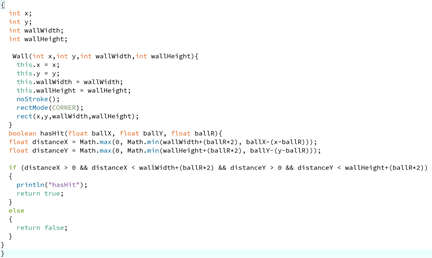 {
int x;
int y;
int wallWidth;
int wallHeight;
Wall(int x,int y,int wallWidth,int wallHeight){
this.x = x;
this.y = y;
this.wallWidth = wallWidth;
this.wallHeight = wallHeight;
noStroke();
rectMode(CORNER);
rect(x,y,wallWidth,wallHeight);
}
boolean hasHit(float ballX, float ballY, float ballR){
float distanceX = Math.max(0, Math.min(wallWidth+(ballR*2), ballX-(x-ballR)));
float distanceY = Math.max(0, Math.min(wallHeight+(ballR*2), ballY-(y-ballR)));
if (distanceX > 0 && distanceX < wallWidth+(ballR*2) && distanceY > 0 && distanceY < wallHeight+(ballR*2))
{
println("hasHit");
return true;
}
else
{
return false;
}
}
}